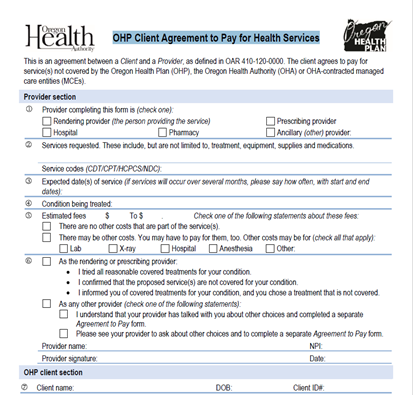 Oregon
Health
Authority
OHP Client Agreement to Pay for Health Services
Oregon
HEALTH
PLAN
This is an agreement between a Client and a Provider, as defined in OAR 410-120-0000. The client agrees to pay for
service(s) not covered by the Oregon Health Plan (OHP), the Oregon Health Authority (OHA) or OHA-contracted managed
care entities (MCEs).
Provider section
① Provider completing this form is (check one):
Rendering provider (the person providing the service) Prescribing provider
Hospital Pharmacy Ancillary (other) provider:
② Services requested. These include, but are not limited to, treatment, equipment, supplies and medications.
Service codes (CDT/CPT/HCPCS/NDC):
③ Expected date(s) of service (If services will occur over several months, please say how often, with start and end
dates):
④ Condition being treated:
⑤ Estimated fees $ To $ . Check one of the following statements about these fees:
There are no other costs that are part of the service(s).
There may be other costs. You may have to pay for them, too. Other costs may be for (check all that apply):
Lab X-ray Hospital Anesthesia Other:
⑥ As the rendering or prescribing provider:
• I tried all reasonable covered treatments for your condition.
• I confirmed that the proposed service(s) are not covered for your condition.
• I informed you of covered treatments for your condition, and you chose a treatment that is not covered.
As any other provider (check one of the following statements):
I understand that your provider has talked with you about other choices and completed a separate
Agreement to Pay form.
Please see your provider to ask about other choices and to complete a separate Agreement to Pay form.
Provider name: NPI:
Provider signature: Date:
OHP client section
⑦ Client name: DOB: Client ID#: